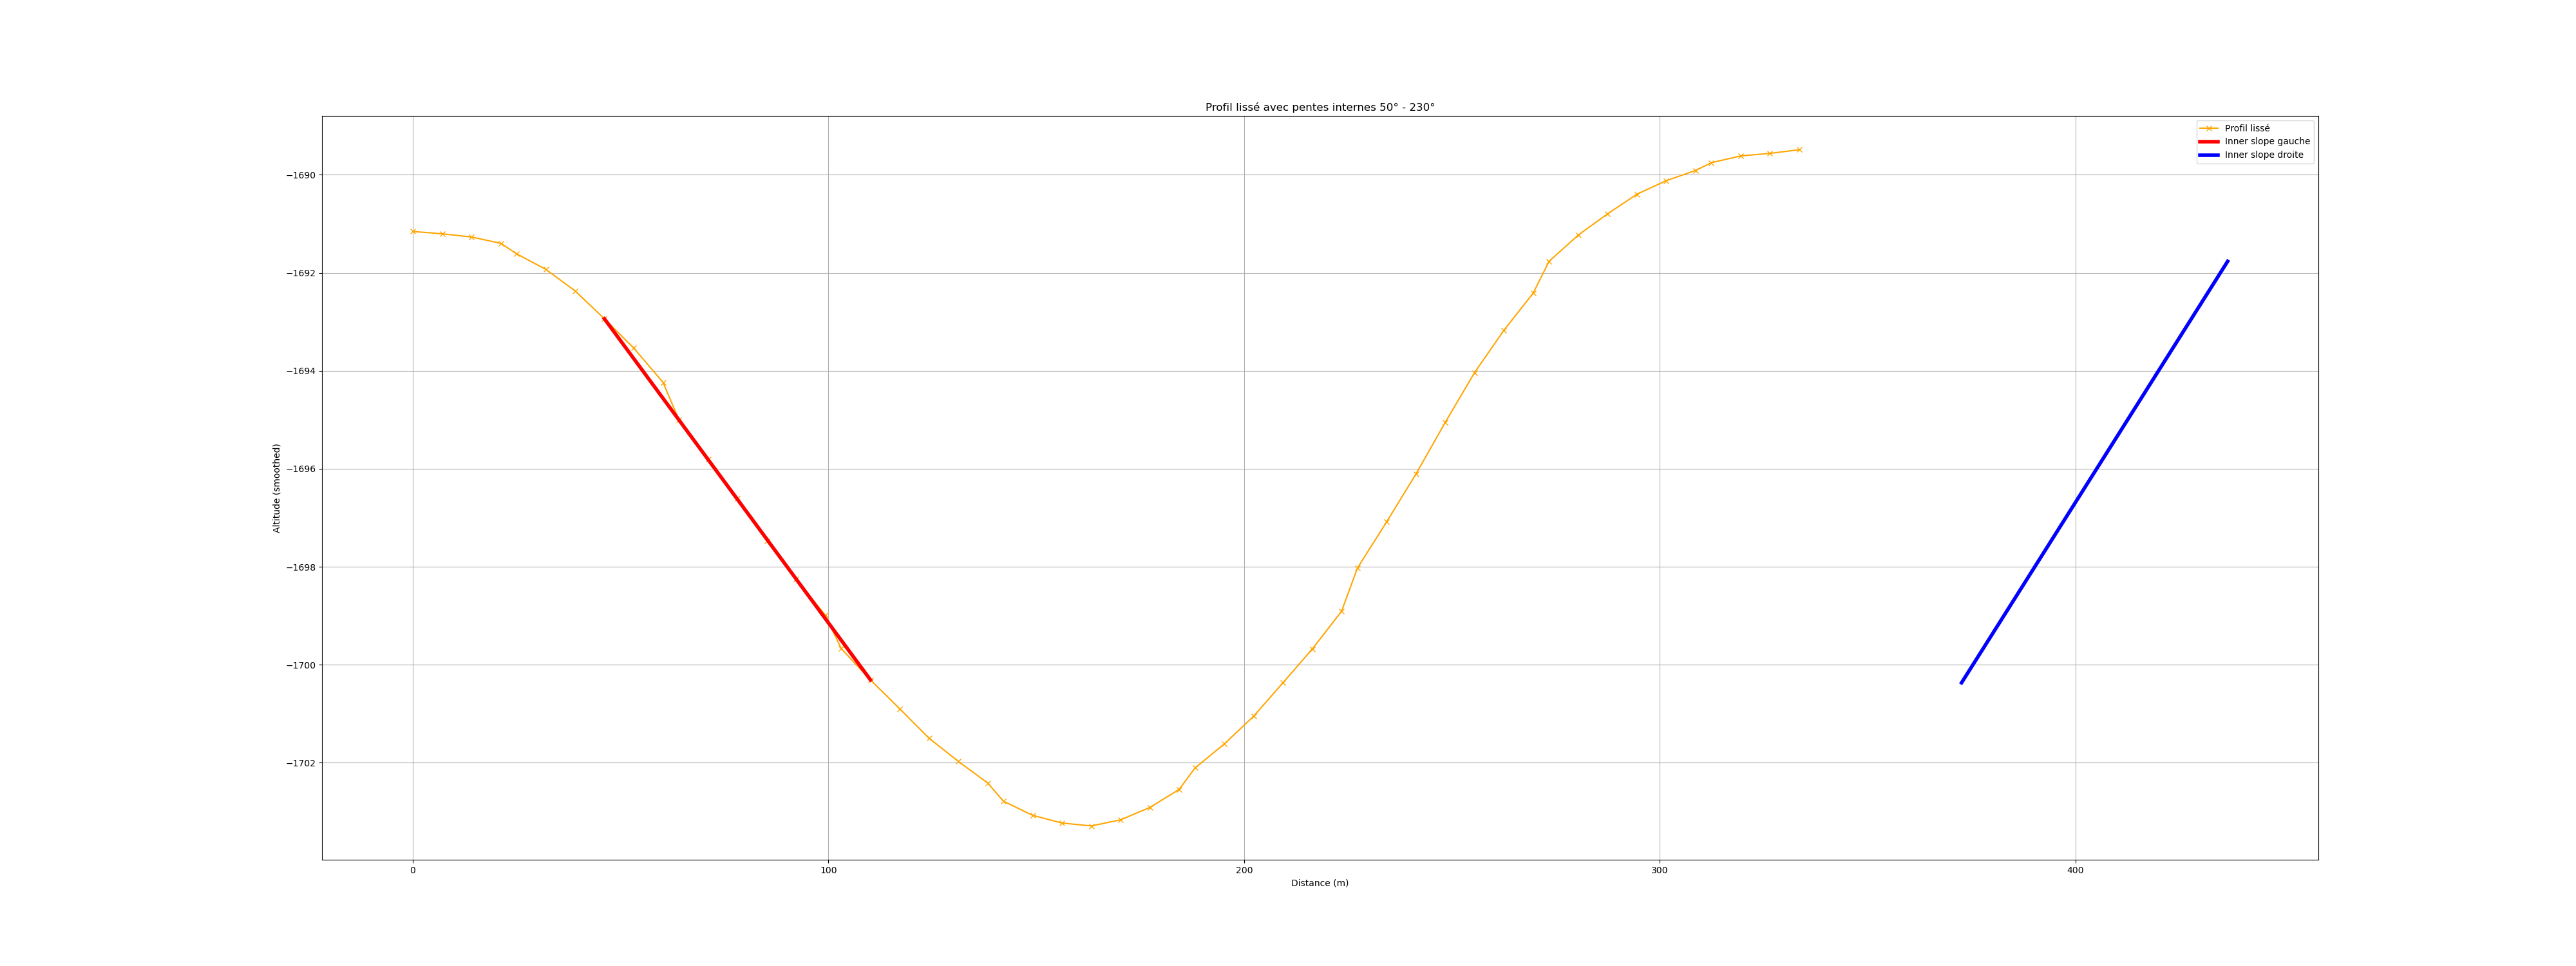 Profil lissé avec pentes internes 50° - 230°
Profil lissé
Inner slope gauche
Inner slope droite
Altitude (smoothed)
−1690
−1692
−1694
−1696
−1698
−1700
−1702
0
100
200
300
400
Distance (m)